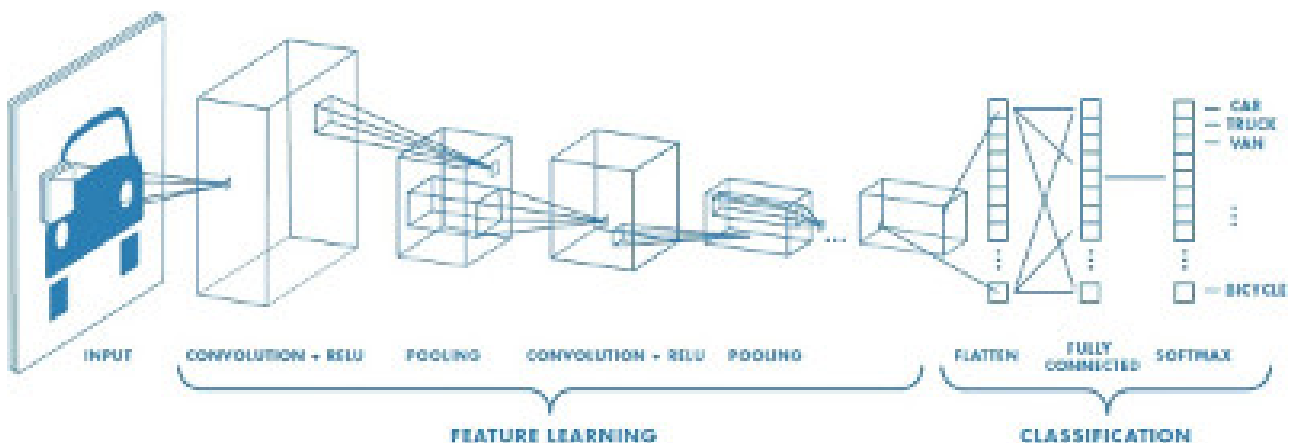 CAR
TRUCK
VAN
BICYCLE
INPUT
CONVOLUTION + RELU
POOLING
CONVOLUTION + RELU
POOLING
FLATTEN
FULLY
CONNECTED
SOFTMAX
FEATURE LEARNING
CLASSIFICATION